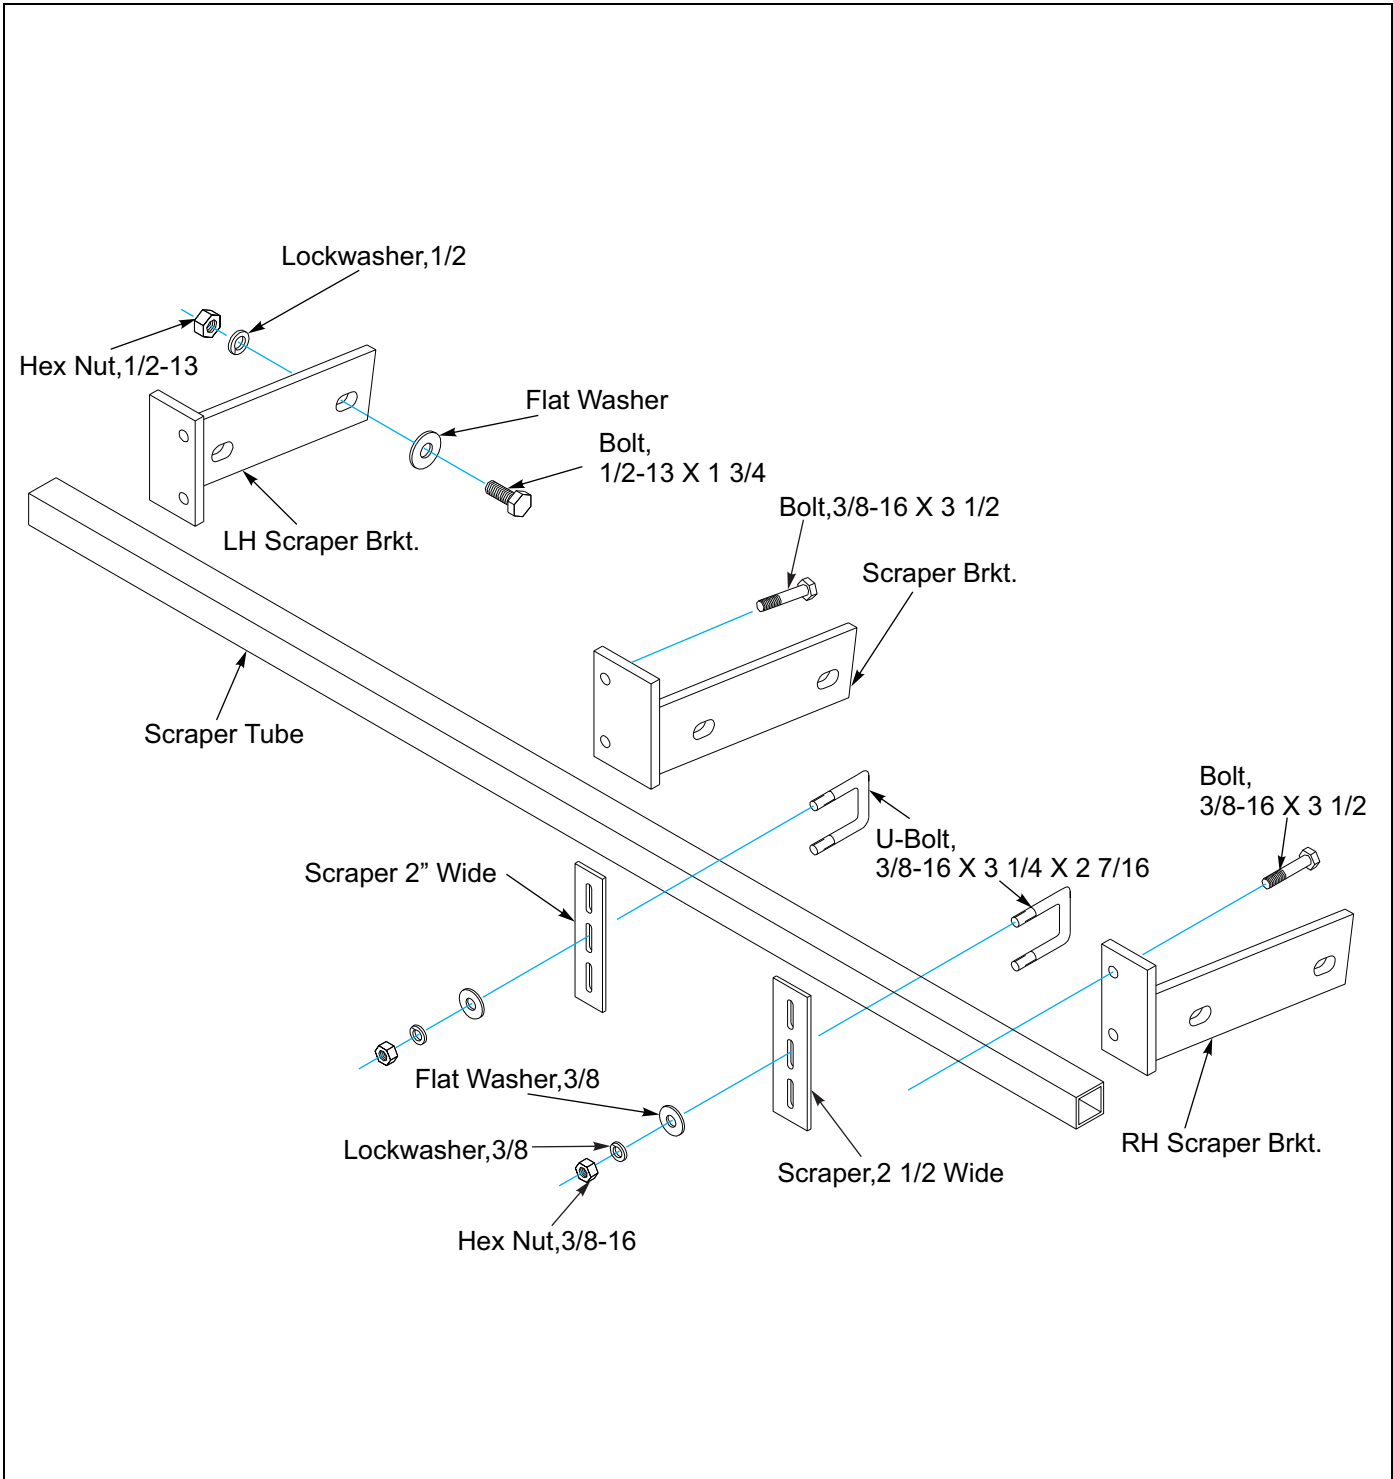 Lockwasher,1/2
Hex Nut,1/2-13
Flat Washer
Bolt,
1/2-13 X 1 3/4
Bolt,3/8-16 X 3 1/2
LH Scraper Brkt.
Scraper Brkt.
Scraper Tube
Bolt,
3/8-16 X 3 1/2
U-Bolt,
3/8-16 X 3 1/4 X 2 7/16
Scraper 2” Wide
Flat Washer,3/8
Lockwasher,3/8
RH Scraper Brkt.
Scraper,2 1/2 Wide
Hex Nut,3/8-16